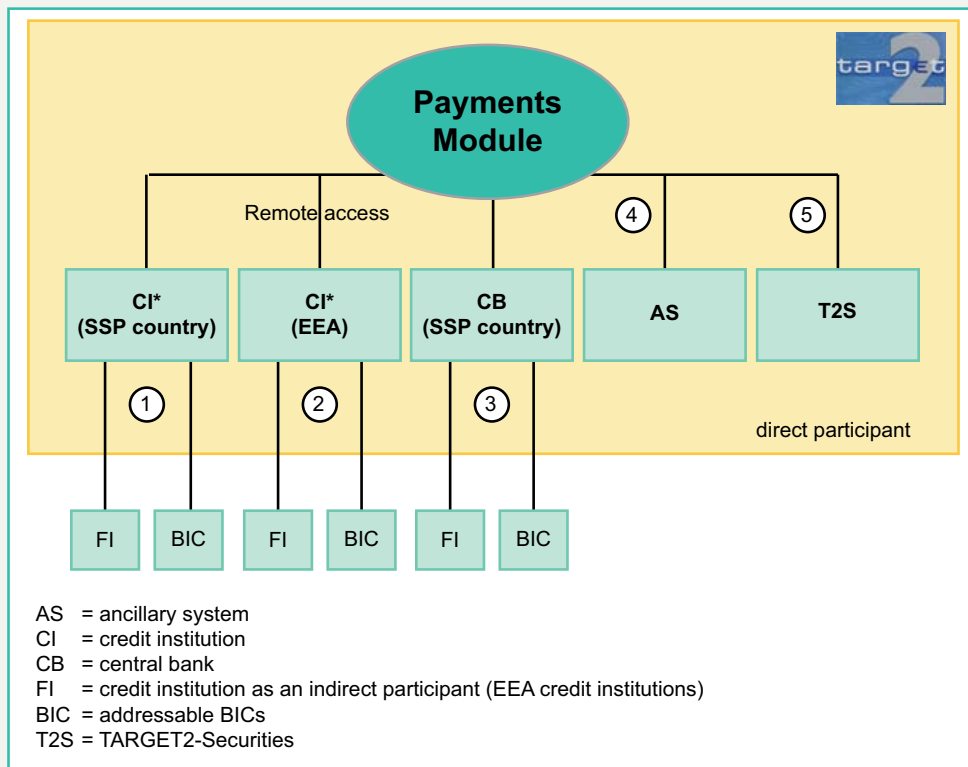 target
2
Payments
Module
Remote access
4
5
CI*
(SSP country)
CI*
(EEA)
CB
(SSP country)
AS
T2S
1
2
3
direct participant
FI
BIC
FI
BIC
FI
BIC
AS = ancillary system
CI = credit institution
CB = central bank
FI = credit institution as an indirect participant (EEA credit institutions)
BIC = addressable BICs
T2S = TARGET2-Securities